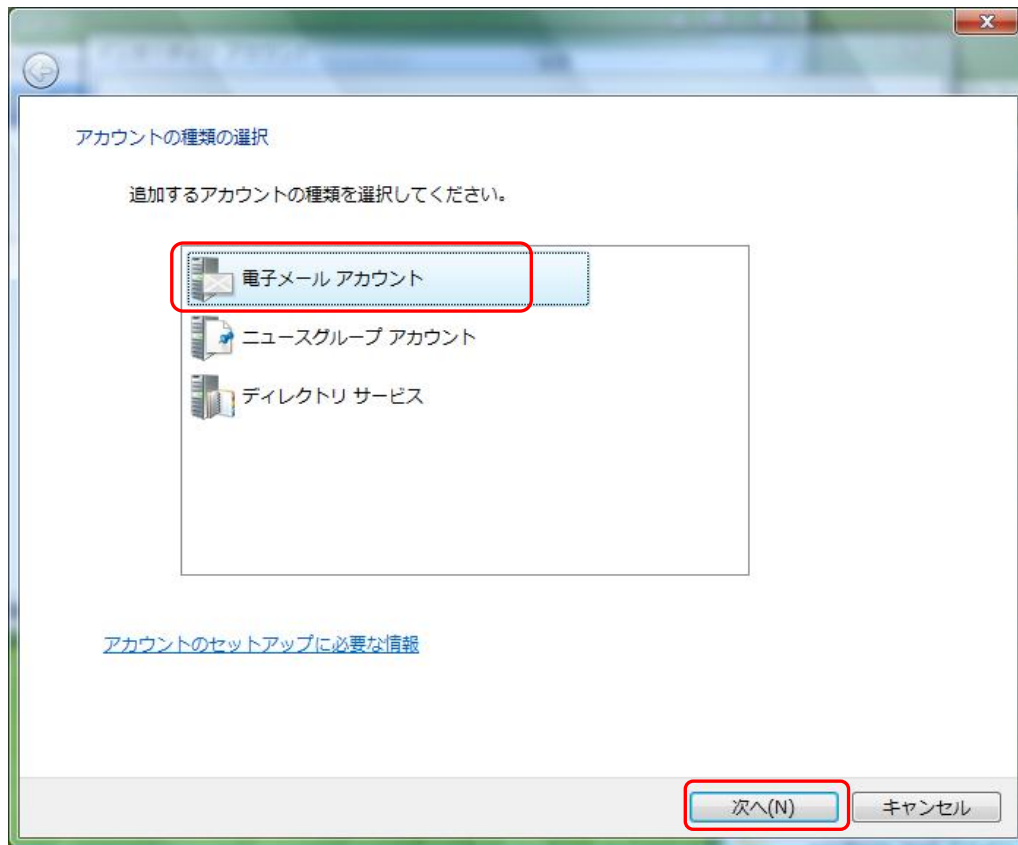 アカウントの種類の選択
追加するアカウントの種類を選択してください。
電子メール アカウント
ニュースグループ アカウント
ディレクトリ サービス
アカウントのセットアップに必要な情報
次へ(N)
キャンセル